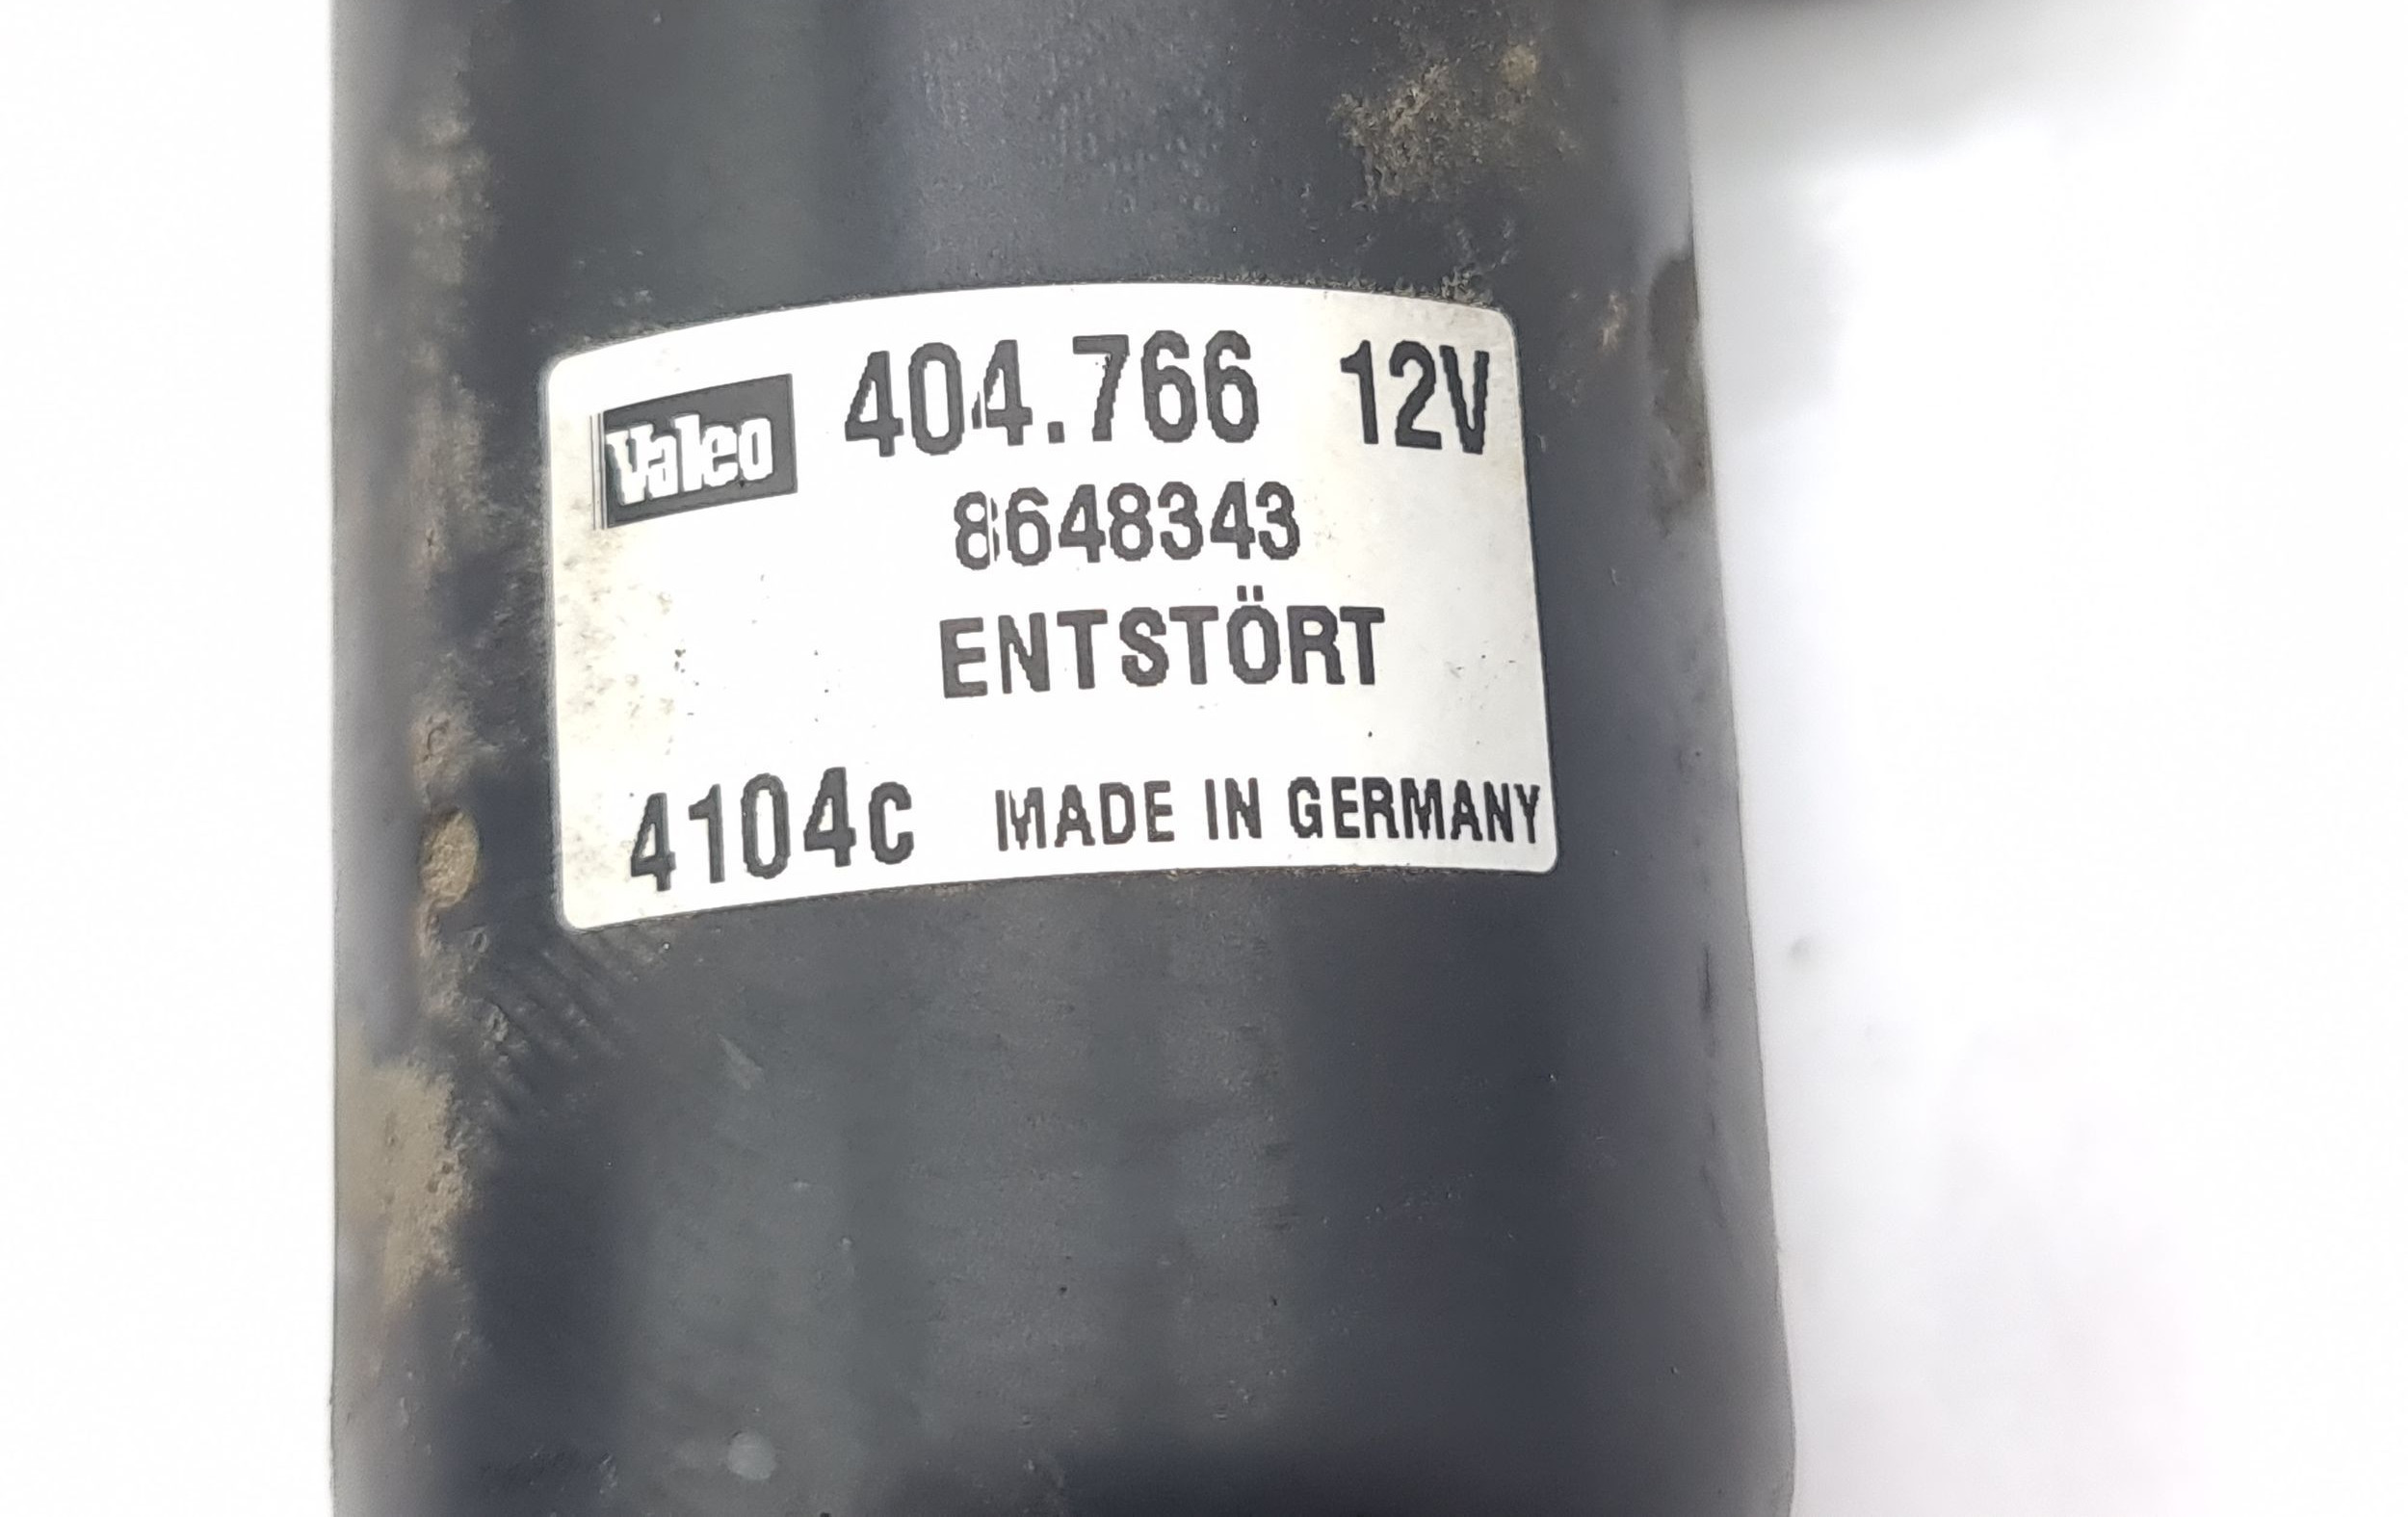 Valeo 404.766 12V
8648343
ENTSTÖRT
4104c MADE IN GERMANY